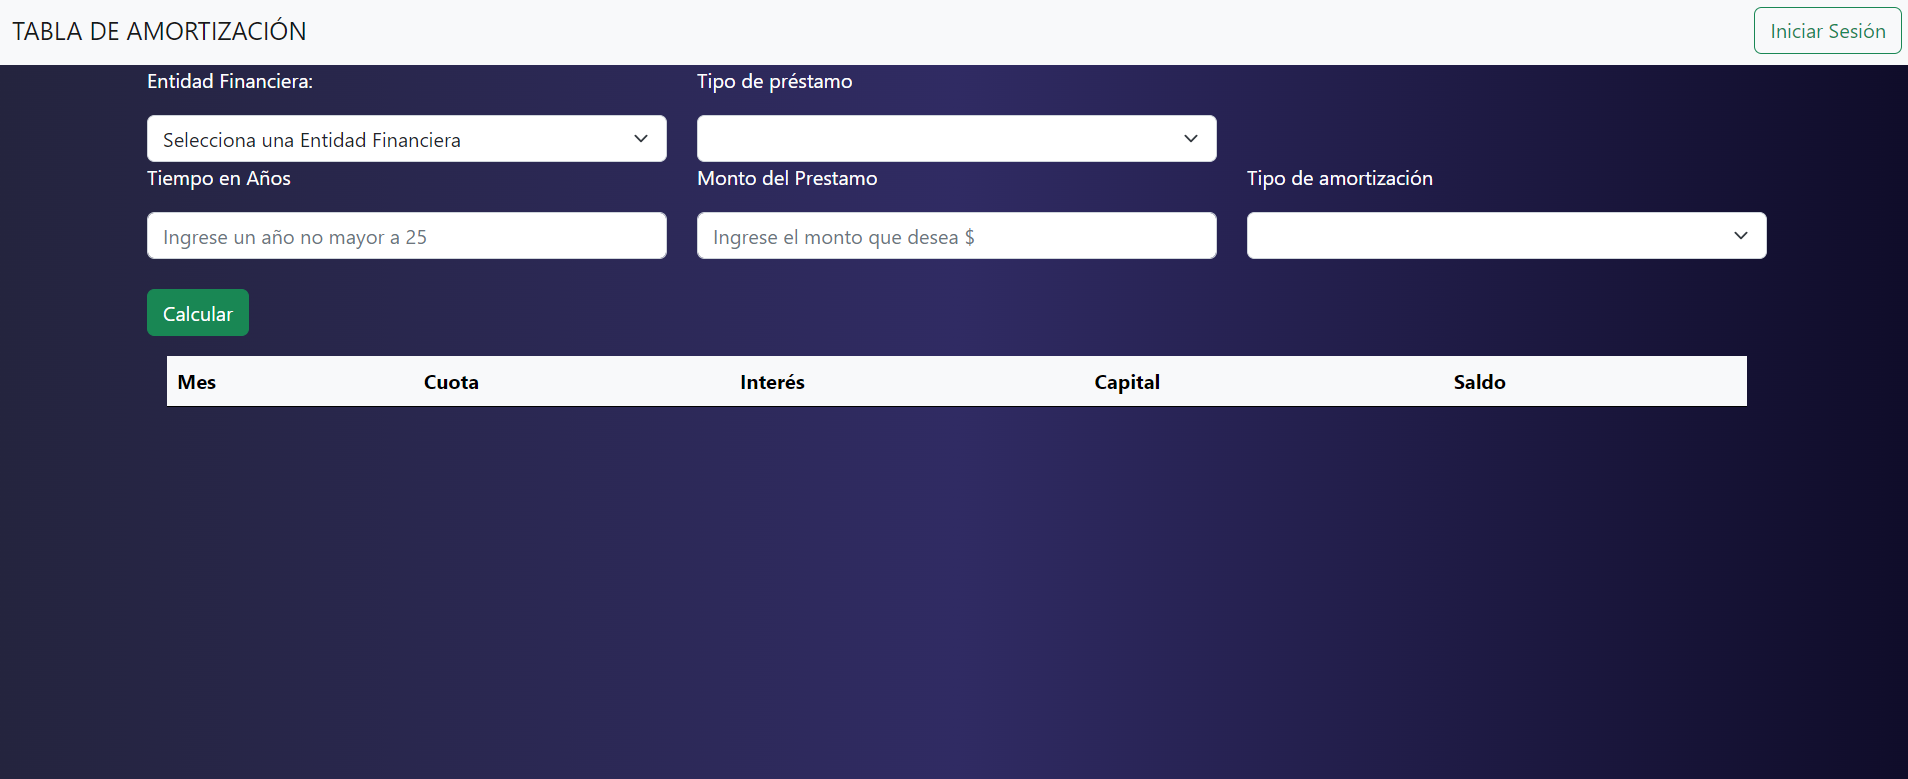 TABLA DE AMORTIZACIÓN
Iniciar Sesión
Entidad Financiera:
Tipo de préstamo
Selecciona una Entidad Financiera
Tiempo en Años
Monto del Prestamo
Tipo de amortización
Ingrese un año no mayor a 25
Ingrese el monto que desea $
Calcular
Mes Cuota Interés Capital Saldo